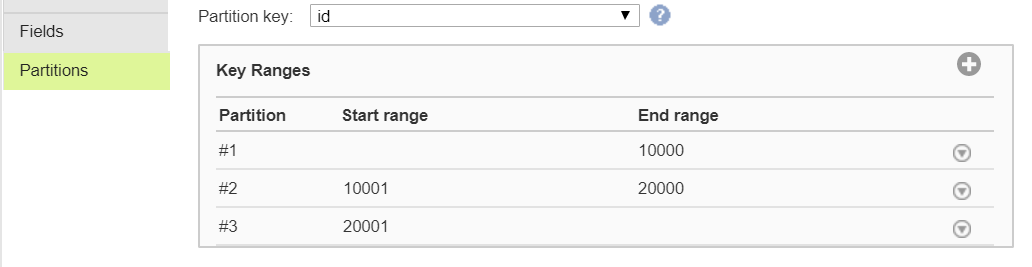 Partition key: id ?
Fields
Partitions
Key Ranges
Partition Start range End range
#1 10000
#2 10001 20000
#3 20001